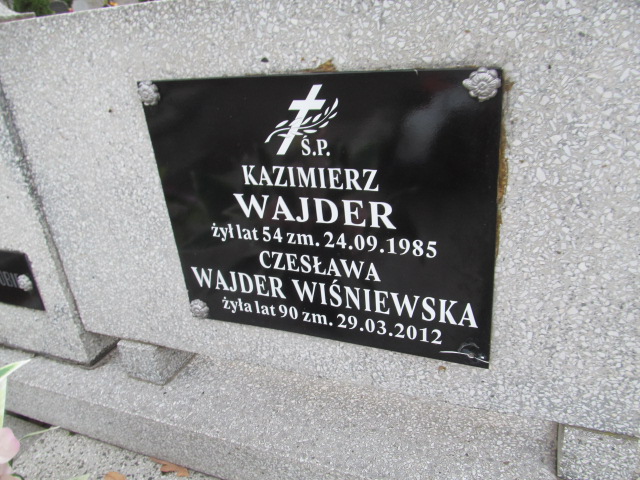 Ś.P.
KAZIMIERZ
WAJDER
żył lat 54 zm. 24.09.1985
CZESŁAWA
WAJDER WIŚNIEWSKA
żyła lat 90 zm. 29.03.2012